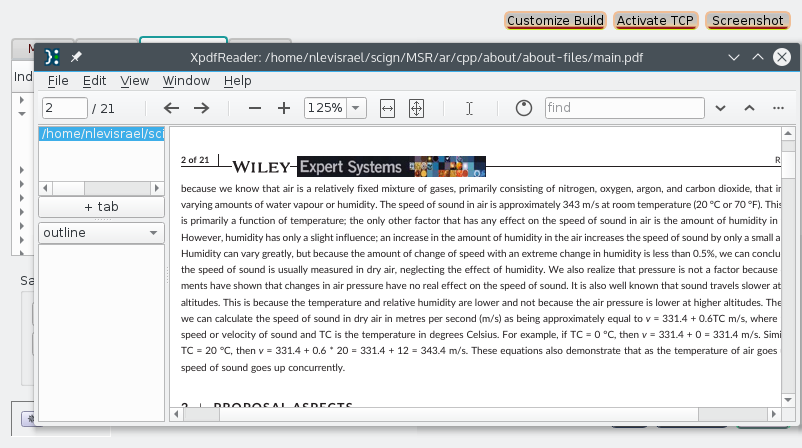 Customize Build Activate TCP Screenshot
XpdfReader: /home/nlevisrael/scign/MSR/ar/cpp/about/about-files/main.pdf
Ind
File Edit View Window Help
2 / 21 125% find
/home/nlevisrael/sci
+ tab
outline
Sa
2 of 21 WILEY Expert Systems R
because we know that air is a relatively fixed mixture of gases, primarily consisting of nitrogen, oxygen, argon, and carbon dioxide, that in
varying amounts of water vapour or humidity. The speed of sound in air is approximately 343 m/s at room temperature (20 °C or 70 °F). This
is primarily a function of temperature; the only other factor that has any effect on the speed of sound in air is the amount of humidity in
However, humidity has only a slight influence; an increase in the amount of humidity in the air increases the speed of sound by only a small a
Humidity can vary greatly, but because the amount of change of speed with an extreme change in humidity is less than 0.5%, we can conclu
the speed of sound is usually measured in dry air, neglecting the effect of humidity. We also realize that pressure is not a factor because
ments have shown that changes in air pressure have no real effect on the speed of sound. It is also well known that sound travels slower at
altitudes. This is because the temperature and relative humidity are lower and not because the air pressure is lower at higher altitudes. The
we can calculate the speed of sound in dry air in metres per second (m/s) as being approximately equal to v = 331.4 + 0.6TC m/s, where
speed or velocity of sound and TC is the temperature in degrees Celsius. For example, if TC = 0 °C, then v = 331.4 + 0 = 331.4 m/s. Simi
TC = 20 °C, then v = 331.4 + 0.6 * 20 = 331.4 + 12 = 343.4 m/s. These equations also demonstrate that as the temperature of air goes
speed of sound goes up concurrently.
2 | PROPOSAL ASPECTS